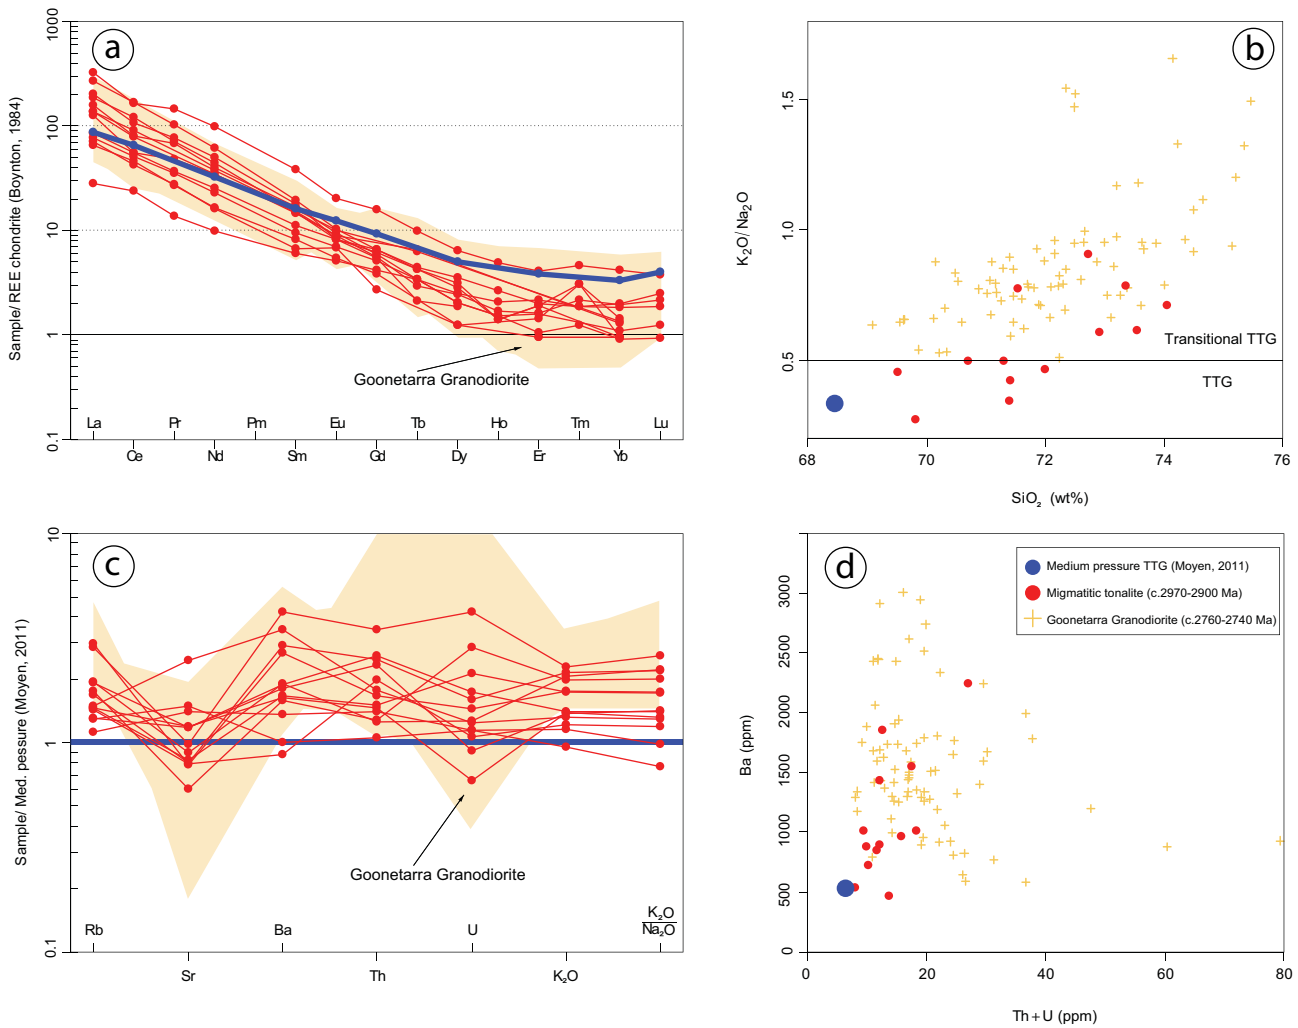 a
Sample/ REE chondrite (Boynton, 1984)
1000
100
10
1
0.1
Goonetarra Granodiorite
La Pr Pm Eu Tb Ho Er Tm Lu
Ce Nd Sm Gd Dy Er Yb
b
K₂O/Na₂O
1.5
1.0
0.5
Transitional TTG
TTG
68 70 72 74 76
SiO₂ (wt%)
c
Sample/ Med. pessure (Moyen, 2011)
10
1
0.1
Goonetarra Granodiorite
Rb Ba U K₂O
Na₂O
Sr Th K₂O
d
Medium pressure TTG (Moyen, 2011)
Migmatitic tonalite (c.2970-2900 Ma)
Goonetarra Granodiorite (c.2760-2740 Ma)
Ba (ppm)
3000
2500
2000
1500
1000
500
0
0 20 40 60 80
Th+U (ppm)